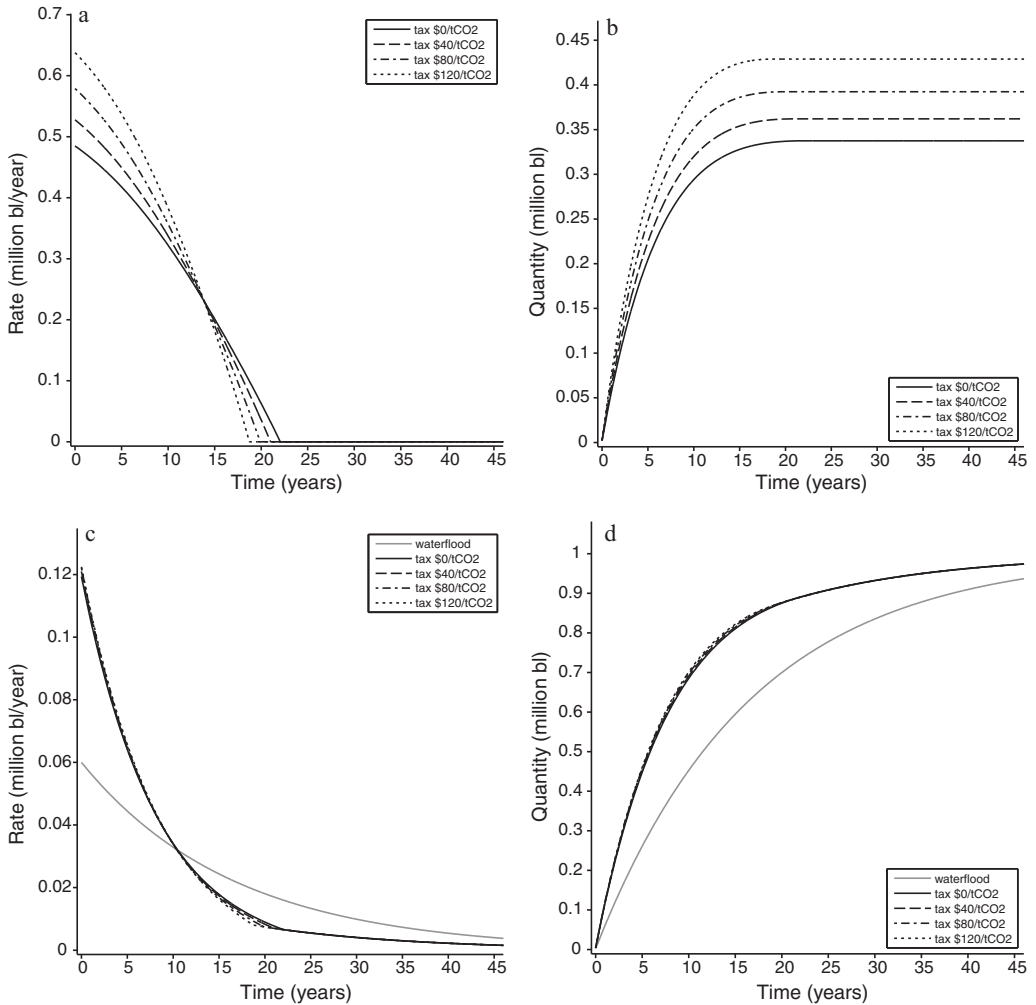 a
0.7
0.6
0.5
0.4
0.3
0.2
0.1
0
Rate (million bl/year)
0 5 10 15 20 25 30 35 40 45
Time (years)
tax $0/tCO2
tax $40/tCO2
tax $80/tCO2
tax $120/tCO2
b
0.45
0.4
0.35
0.3
0.25
0.2
0.15
0.1
0.05
0
Quantity (million bl)
0 5 10 15 20 25 30 35 40 45
Time (years)
tax $0/tCO2
tax $40/tCO2
tax $80/tCO2
tax $120/tCO2
c
0.12
0.1
0.08
0.06
0.04
0.02
0
Rate (million bl/year)
0 5 10 15 20 25 30 35 40 45
Time (years)
waterflood
tax $0/tCO2
tax $40/tCO2
tax $80/tCO2
tax $120/tCO2
d
1
0.9
0.8
0.7
0.6
0.5
0.4
0.3
0.2
0.1
0
Quantity (million bl)
0 5 10 15 20 25 30 35 40 45
Time (years)
waterflood
tax $0/tCO2
tax $40/tCO2
tax $80/tCO2
tax $120/tCO2